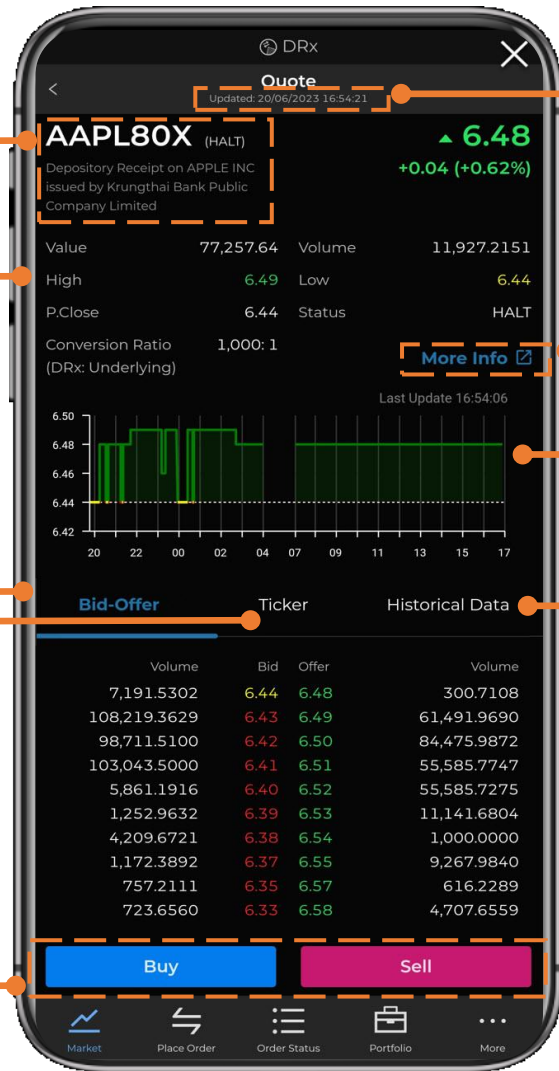 DRx
Quote
Updated: 20/06/2023 16:54:21
AAPL80X (HALT)
6.48
Depository Receipt on APPLE INC
issued by Krungthai Bank Public
Company Limited
+0.04 (+0.62%)
Value 77,257.64 Volume 11,927.2151
High 6.49 Low 6.44
P.Close 6.44 Status HALT
Conversion Ratio 1,000: 1
(DRx: Underlying)
More Info
Last Update 16:54:06
6.50
6.48
6.46
6.44
6.42
20 22 00 02 04 07 09 11 13 15 17
Bid-Offer Ticker Historical Data
Volume Bid Offer Volume
7,191.5302 6.44 6.48 300.7108
108,219.3629 6.43 6.49 61,491.9690
98,711.5100 6.42 6.50 84,475.9872
103,043.5000 6.41 6.51 55,585.7747
5,861.1916 6.40 6.52 55,585.7275
1,252.9632 6.39 6.53 11,141.6804
4,209.6721 6.38 6.54 1,000.0000
1,172.3892 6.37 6.55 9,267.9840
757.2111 6.35 6.57 616.2289
723.6560 6.33 6.58 4,707.6559
Buy Sell
Market Place Order Order Status Portfolio More